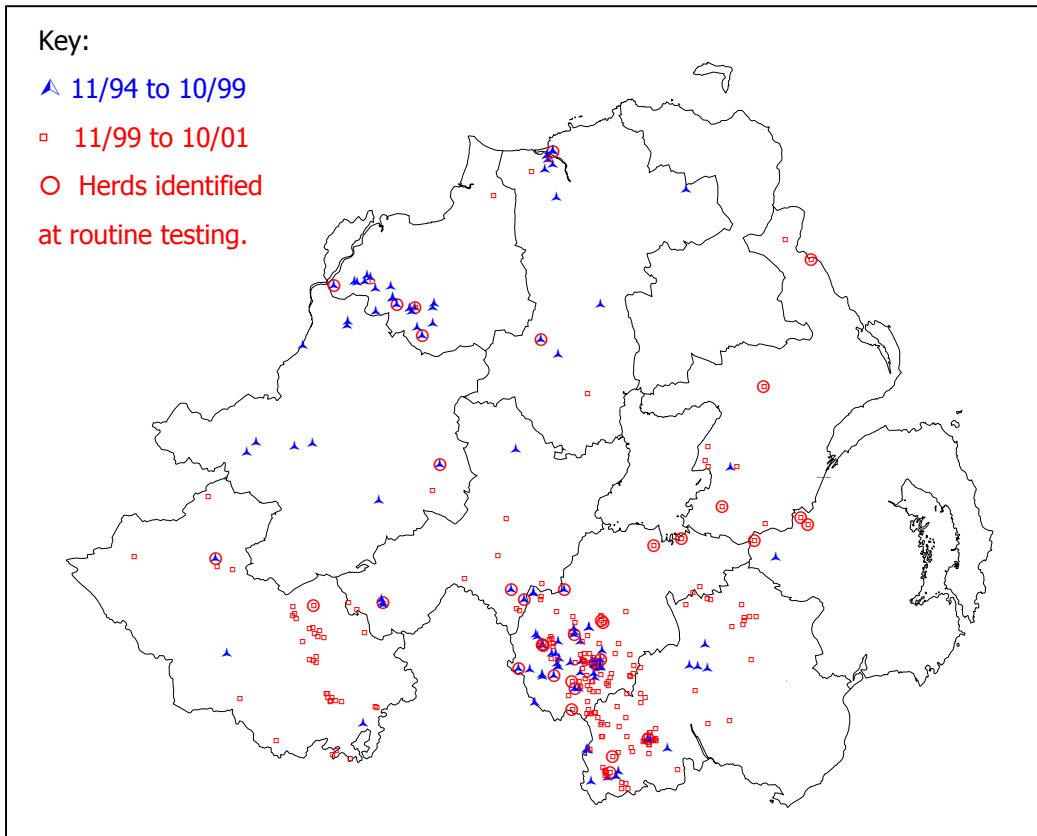 Key:
11/94 to 10/99
11/99 to 10/01
Herds identified
at routine testing.